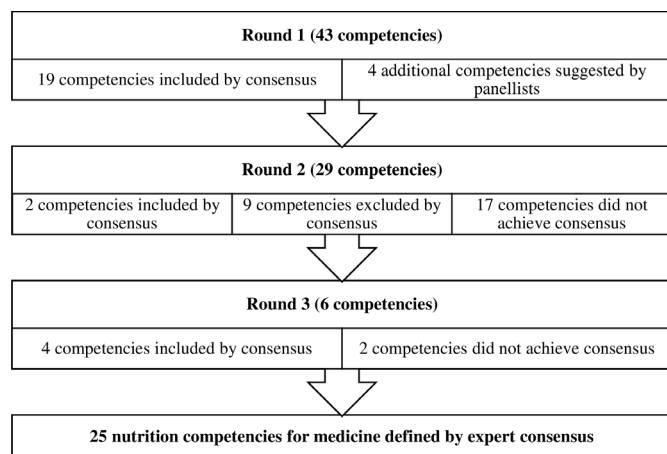 Round 1 (43 competencies)
19 competencies included by consensus
4 additional competencies suggested by
panellists
Round 2 (29 competencies)
2 competencies included by
consensus
9 competencies excluded by
consensus
17 competencies did not
achieve consensus
Round 3 (6 competencies)
4 competencies included by consensus
2 competencies did not achieve consensus
25 nutrition competencies for medicine defined by expert consensus